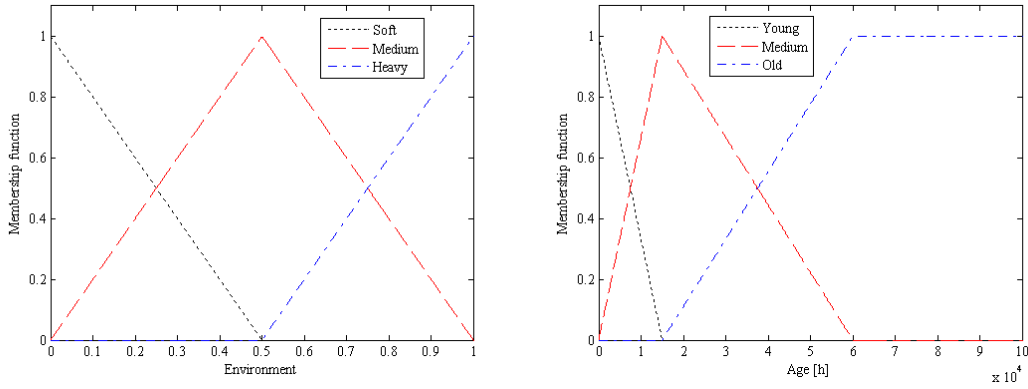 Soft
Medium
Heavy
Membership function
1
0.8
0.6
0.4
0.2
0
0 0.1 0.2 0.3 0.4 0.5 0.6 0.7 0.8 0.9 1
Environment
Young
Medium
Old
Membership function
1
0.8
0.6
0.4
0.2
0
0 1 2 3 4 5 6 7 8 9 10
Age [h]
x 10^4